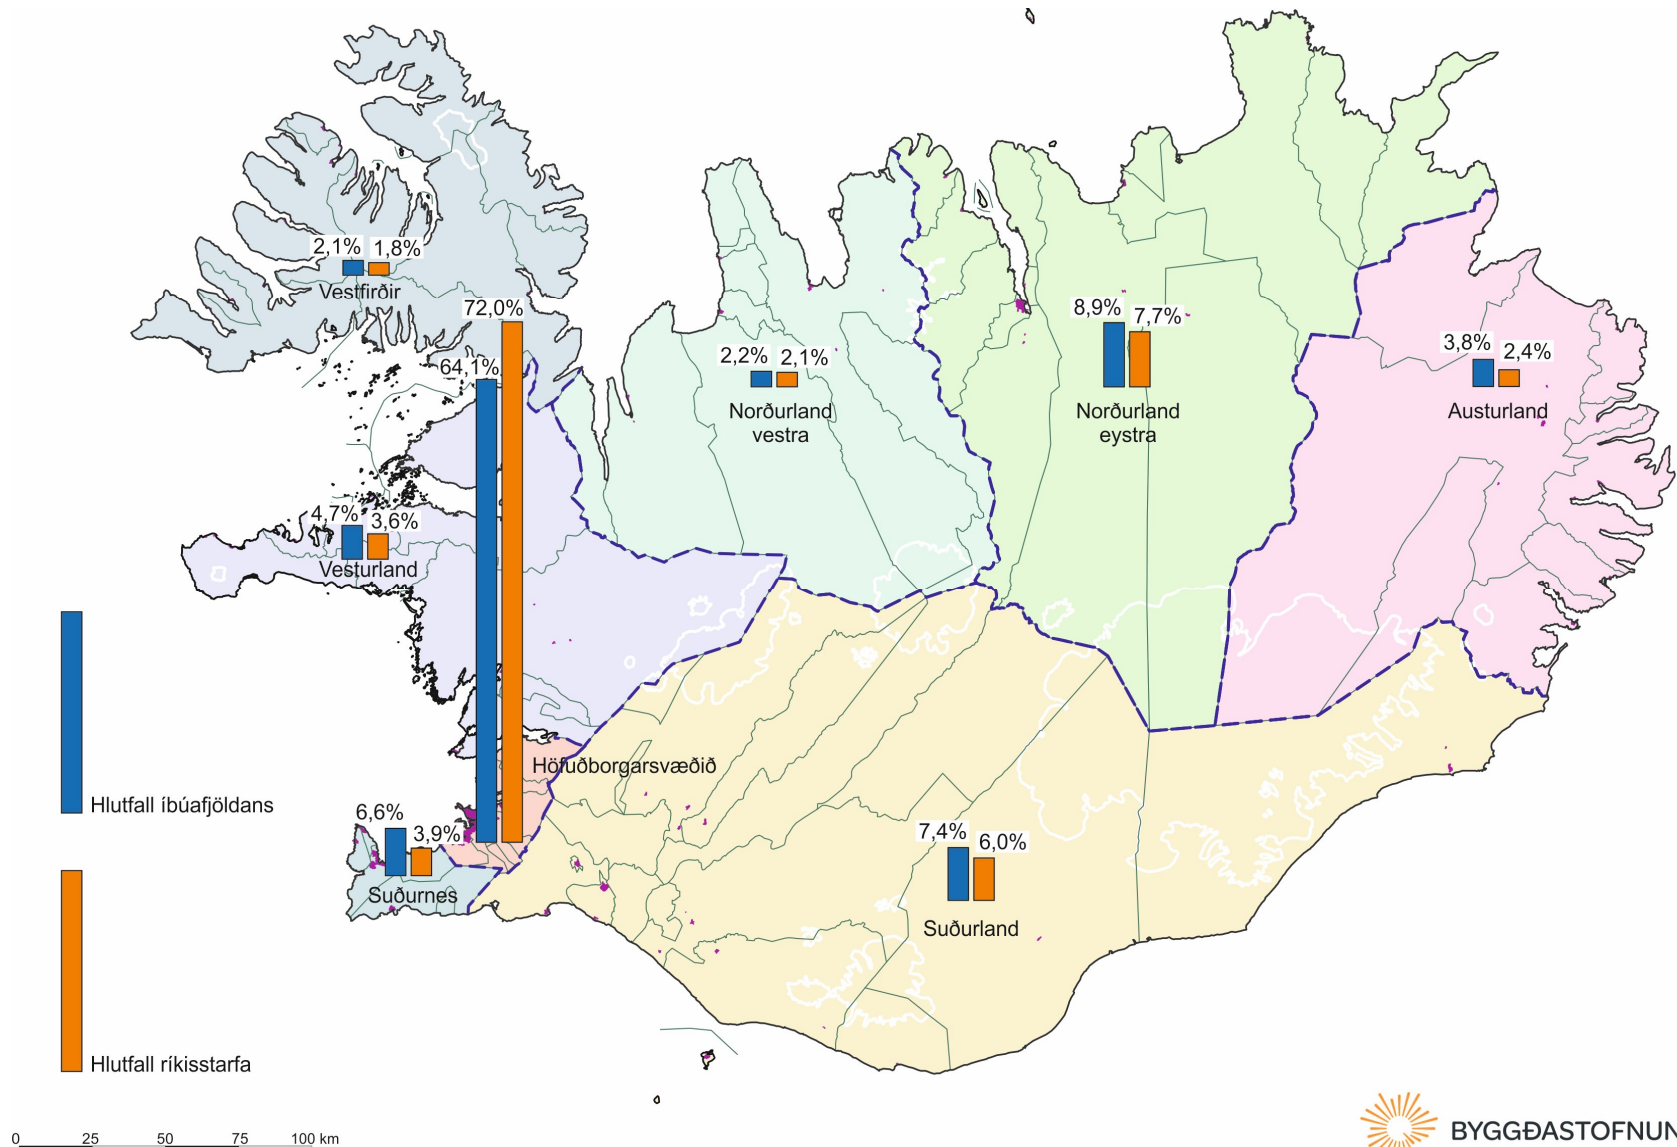 2,1%
1,8%
Vestfirðir
72,0%
64,1%
2,2%
2,1%
Norðurland
vestra
8,9%
7,7%
Norðurland
eystra
3,8%
2,4%
Austurland
4,7%
3,6%
Vesturland
Höfuðborgarsvæðið
6,6%
3,9%
Suðurnes
7,4%
6,0%
Suðurland
Hlutfall íbúafjöldans
Hlutfall ríkisstarfa
0 25 50 75 100 km
BYGGÐASTOFNUN